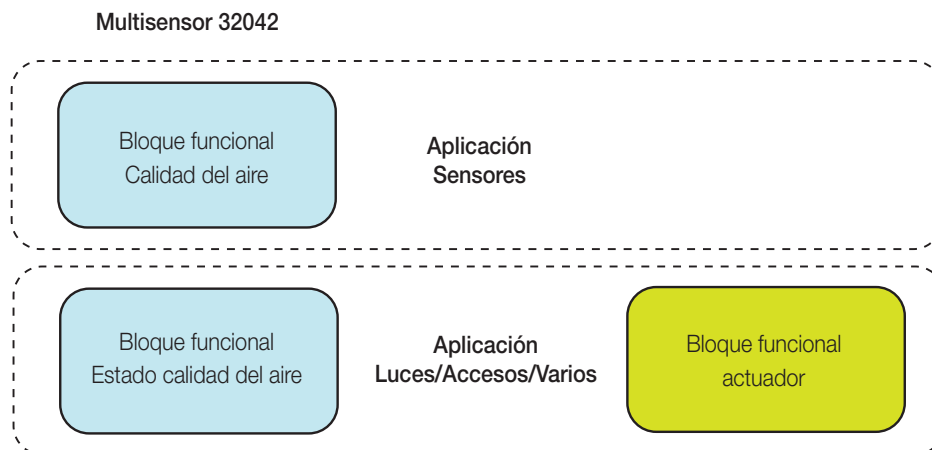 Multisensor 32042
Bloque funcional
Calidad del aire
Aplicación
Sensores
Bloque funcional
Estado calidad del aire
Aplicación
Luces/Accesos/Varios
Bloque funcional
actuador